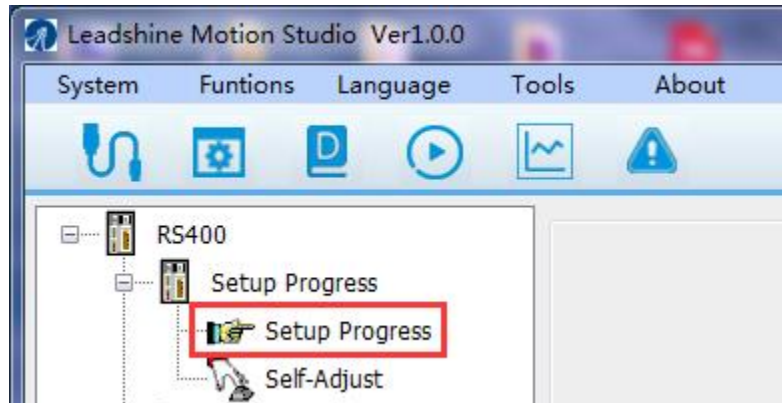 Leadshine Motion Studio Ver1.0.0
System Funtions Language Tools About
D
RS400
Setup Progress
Setup Progress
Self-Adjust